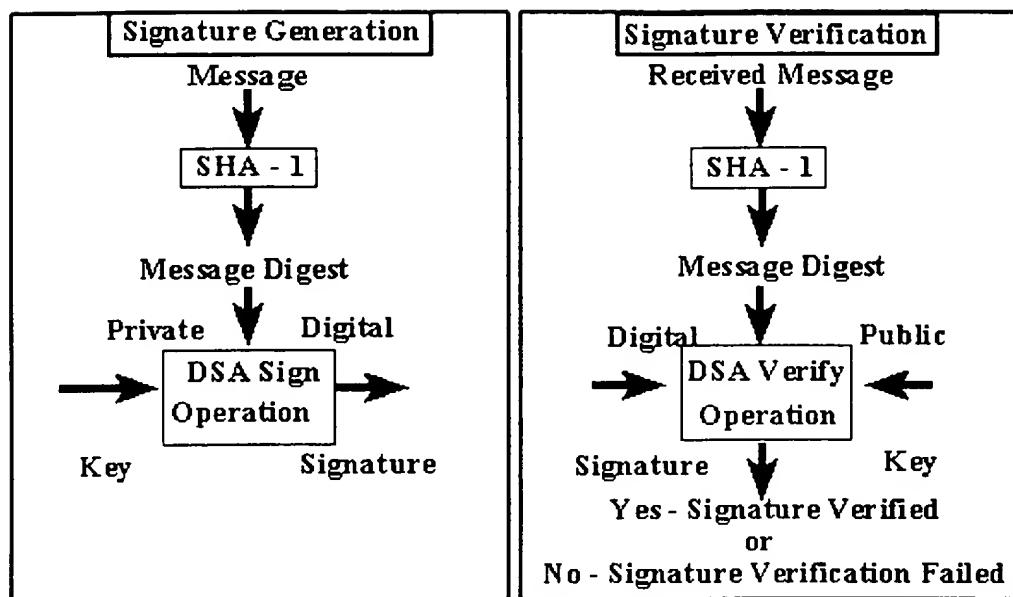 Signature Generation
Message
SHA - 1
Message Digest
Private
Digital
DSA Sign
Operation
Key
Signature
Signature Verification
Received Message
SHA - 1
Message Digest
Digital
Public
DSA Verify
Operation
Signature
Key
Yes - Signature Verified
or
No - Signature Verification Failed